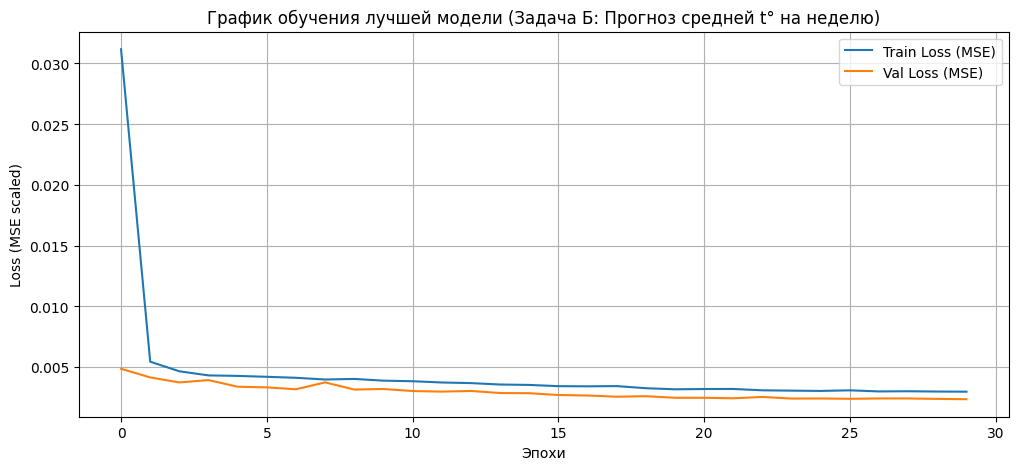 График обучения лучшей модели (Задача Б: Прогноз средней t° на неделю)
Train Loss (MSE)
Val Loss (MSE)
Loss (MSE scaled)
0.030
0.025
0.020
0.015
0.010
0.005
0 5 10 15 20 25 30
Эпохи